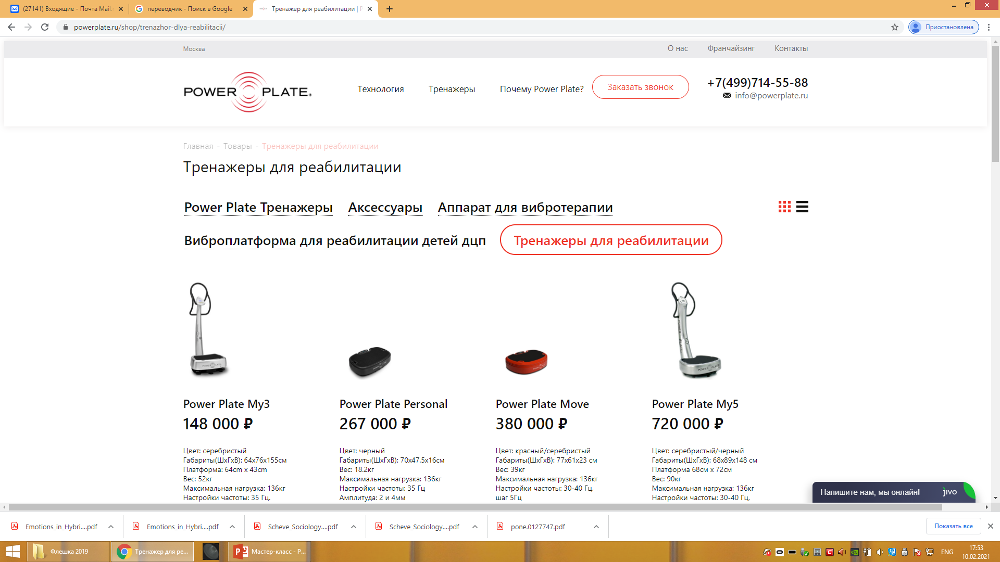 (27141) Входящие - Почта Mail.
переводчик - Поиск в Google
Тренажер для реабилитации |
powerplate.ru/shop/trenazhor-dlya-reabilitacii/
Приостановлена
Москва
О нас
Франчайзинг
Контакты
POWER PLATE.
Технология
Тренажеры
Почему Power Plate?
Заказать звонок
+7(499)714-55-88
info@powerplate.ru
Главная
Товары
Тренажеры для реабилитации
Тренажеры для реабилитации
Power Plate Тренажеры
Аксессуары
Аппарат для вибротерапии
Виброплатформа для реабилитации детей дцп
Тренажеры для реабилитации
Power Plate My3
148 000 ₽
Цвет: серебристый
Габариты(ШхГхВ): 64x76x155см
Платформа: 64cm x 43cm
Вес: 52кг
Максимальная нагрузка: 136кг
Настройки частоты: 35 Гц.
Power Plate Personal
267 000 ₽
Цвет: черный
Габариты(ШхГхВ): 70x47.5x16см
Вес: 18.2кг
Максимальная нагрузка: 136кг
Настройки частоты: 35 Гц
Амплитуда: 2 и 4мм
Power Plate Move
380 000 ₽
Цвет: красный/серебристый
Габариты(ШхГхВ): 77x61x23 см
Вес: 39кг
Максимальная нагрузка: 136кг
Настройки частоты: 30-40 Гц,
шаг 5Гц
Power Plate My5
720 000 ₽
Цвет: серебристый/черный
Габариты(ШхГхВ): 68x89x148 см
Платформа 68см x 72см
Вес: 90кг
Максимальная нагрузка: 136кг
Настройки частоты: 30-40 Гц,
Напишите нам, мы онлайн!
jivo
Emotions_in_Hybri....pdf
Emotions_in_Hybri....pdf
Scheve_Sociology....pdf
Scheve_Sociology....pdf
pone.0127747.pdf
Показать все
Флешка 2019
Тренажер для ре...
Мастер-класс - P...
ENG
17:53
10.02.2021